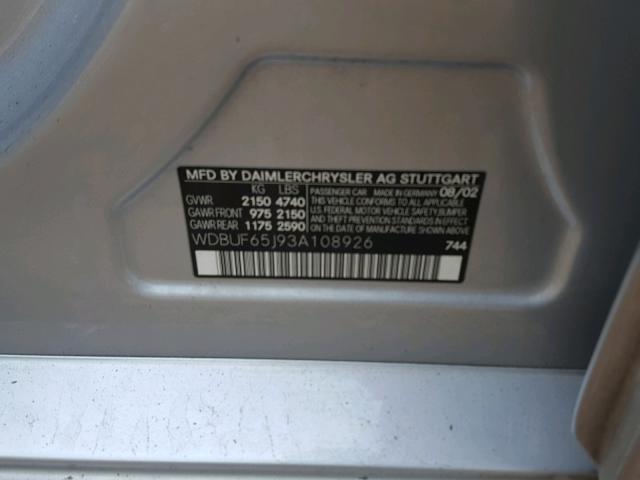 MFD BY DAIMLERCHRYSLER AG STUTTGART
KG LBS
GVWR 2150 4740
GAWR FRONT 975 2150
GAWR REAR 1175 2590
PASSENGER CAR MADE IN GERMANY 08/02
THIS VEHICLE CONFORMS TO ALL APPLICABLE
U.S. FEDERAL MOTOR VEHICLE SAFETY, BUMPER
AND THEFT PREVENTION STANDARDS IN EFFECT
ON THE DATE OF MANUFACTURE SHOWN ABOVE.
WDBUF65J93A108926
744